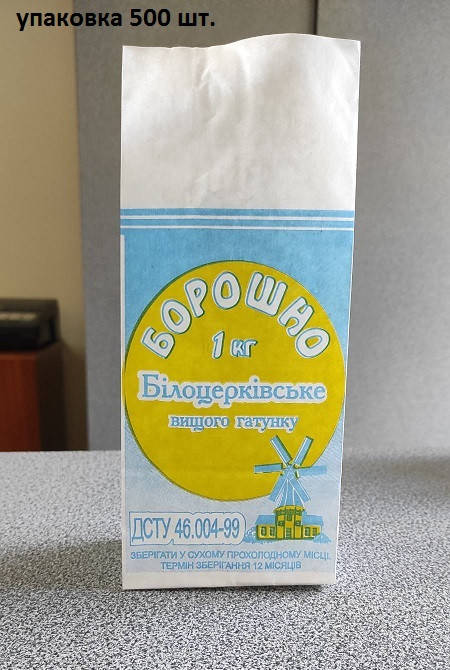 упаковка 500 шт.
БОРОШНО
1 кг
Білоцерківське
вищого гатунку
ДСТУ 46.004-99
ЗБЕРІГАТИ У СУХОМУ ПРОХОЛОДНОМУ МІСЦІ.
ТЕРМІН ЗБЕРІГАННЯ 12 МІСЯЦІВ